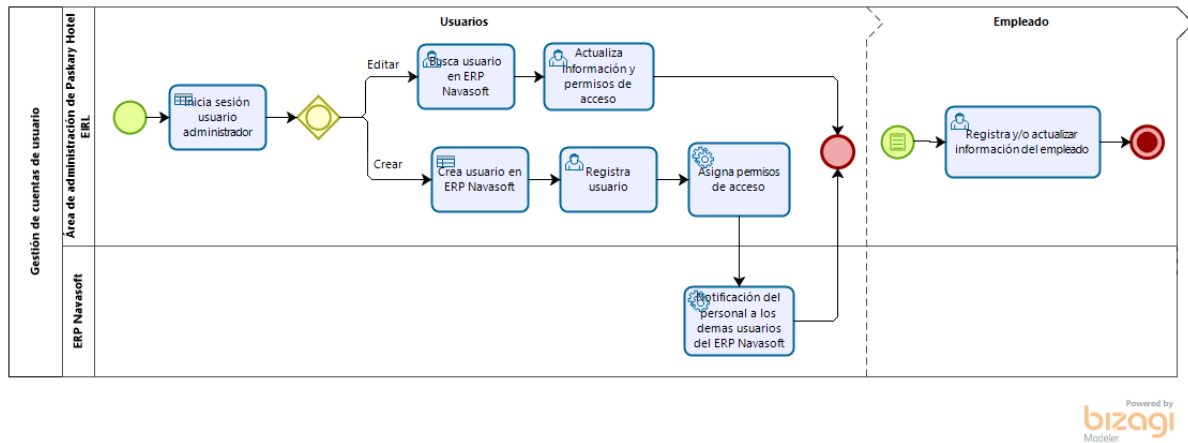 Usuarios
Empleado
Gestión de cuentas de usuario
Área de administración de Paskary Hotel
EIRL
ERP Navasoft
Inicia sesión
usuario
administrador
Editar
Busca usuario
en ERP
Navasoft
Actualiza
Información y
permisos de
acceso
Crear
Crea usuario en
ERP Navasoft
Registra
usuario
Asigna permisos
de acceso
Notificación del
personal a los
demas usuarios
del ERP Navasoft
Registra y/o actualizar
información del empleado
Powered by
bizagi
Modeler